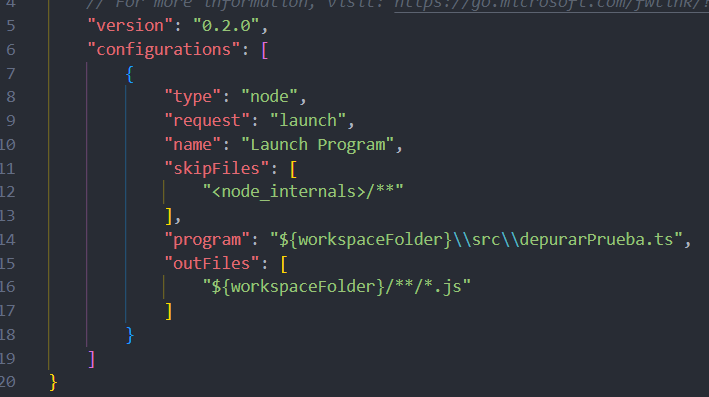 4 // For more information, visit: https://go.microsoft.com/fwlink/?
5 "version": "0.2.0",
6 "configurations": [
7 {
8 "type": "node",
9 "request": "launch",
10 "name": "Launch Program",
11 "skipFiles": [
12 "<node_internals>/**"
13 ],
14 "program": "${workspaceFolder}\\src\\depurarPrueba.ts",
15 "outFiles": [
16 "${workspaceFolder}/**/*.js"
17 ]
18 }
19 ]
20 }